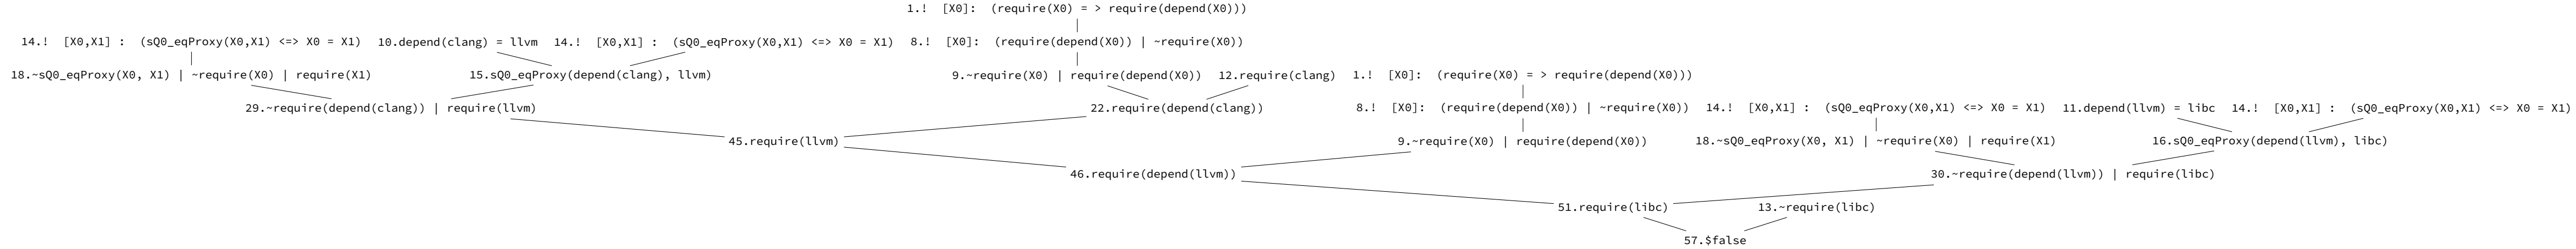 1.! [X0]: (require(X0) = > require(depend(X0)))
14.! [X0,X1] : (sQ0_eqProxy(X0,X1) <=> X0 = X1) 10.depend(clang) = llvm 14.! [X0,X1] : (sQ0_eqProxy(X0,X1) <=> X0 = X1) 8.! [X0]: (require(depend(X0)) | ~require(X0))
18.~sQ0_eqProxy(X0, X1) | ~require(X0) | require(X1) 15.sQ0_eqProxy(depend(clang), llvm) 9.~require(X0) | require(depend(X0)) 12.require(clang) 1.! [X0]: (require(X0) = > require(depend(X0)))
29.~require(depend(clang)) | require(llvm) 22.require(depend(clang)) 8.! [X0]: (require(depend(X0)) | ~require(X0)) 14.! [X0,X1] : (sQ0_eqProxy(X0,X1) <=> X0 = X1) 11.depend(llvm) = libc 14.! [X0,X1] : (sQ0_eqProxy(X0,X1) <=> X0 = X1)
45.require(llvm) 9.~require(X0) | require(depend(X0)) 18.~sQ0_eqProxy(X0, X1) | ~require(X0) | require(X1) 16.sQ0_eqProxy(depend(llvm), libc)
46.require(depend(llvm)) 30.~require(depend(llvm)) | require(libc)
51.require(libc) 13.~require(libc)
57.$false